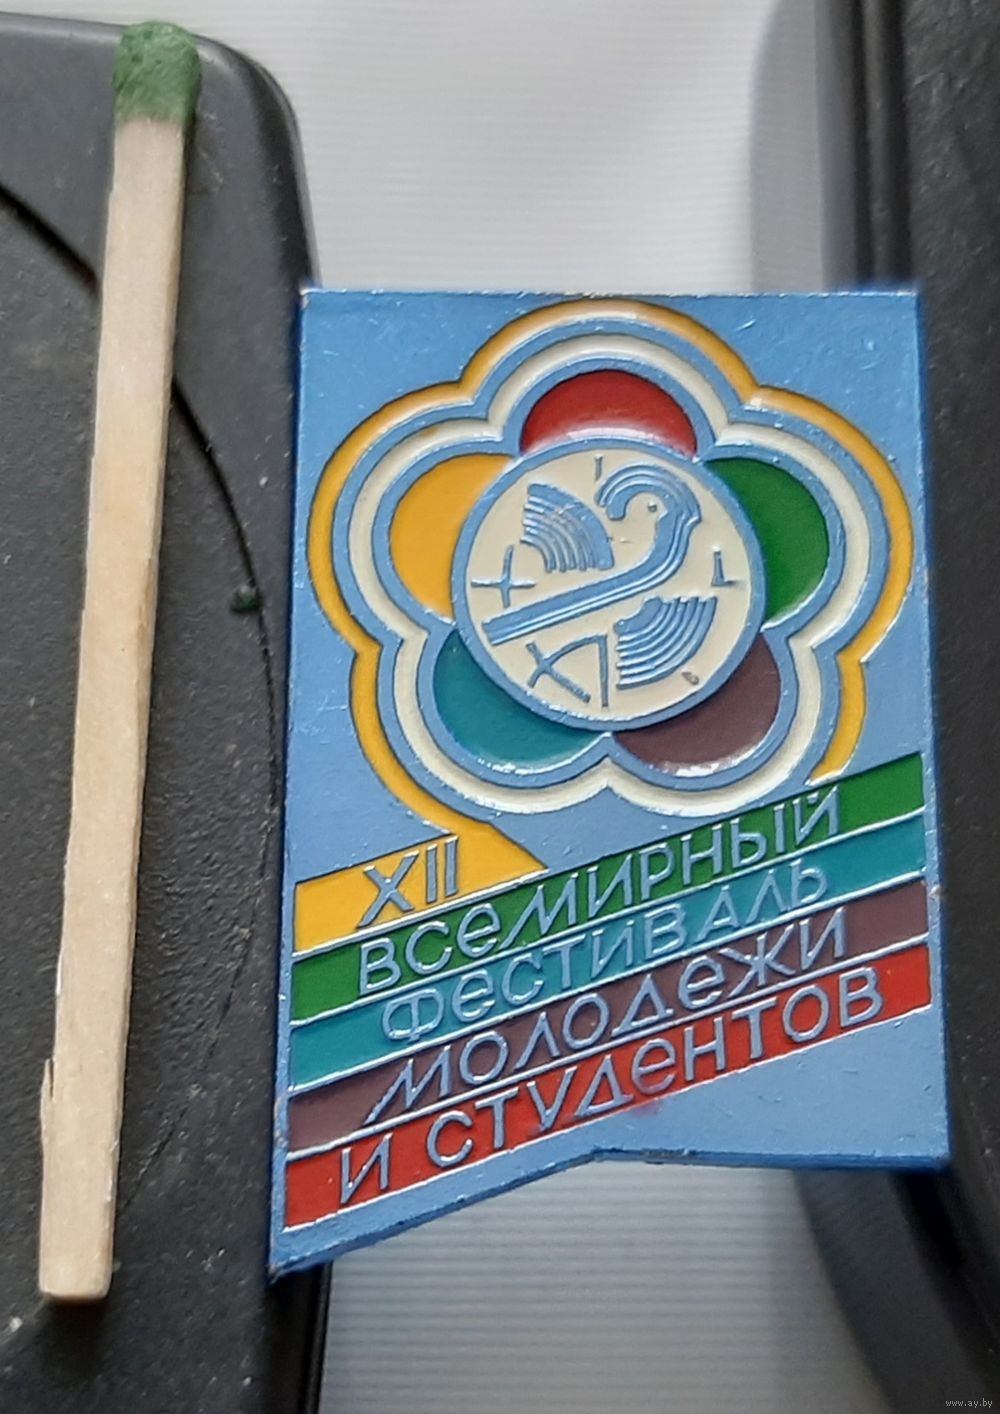 XII
ВСЕМИРНЫЙ
ФЕСТИВАЛЬ
МОЛОДЕЖИ
И СТУДЕНТОВ
www.ay.by